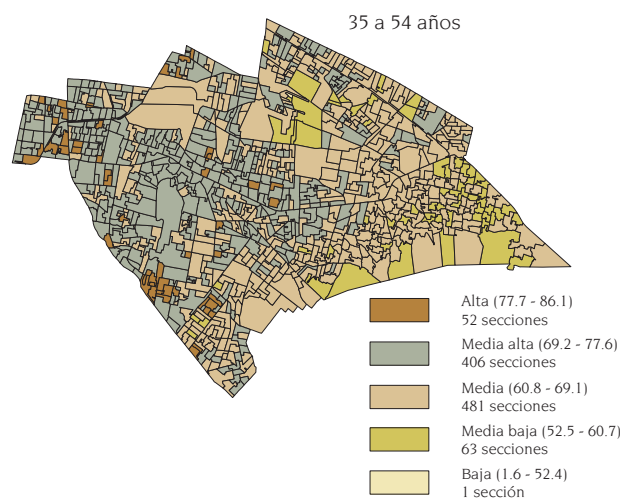 35 a 54 años
Alta (77.7 - 86.1)
52 secciones
Media alta (69.2 - 77.6)
406 secciones
Media (60.8 - 69.1)
481 secciones
Media baja (52.5 - 60.7)
63 secciones
Baja (1.6 - 52.4)
1 sección